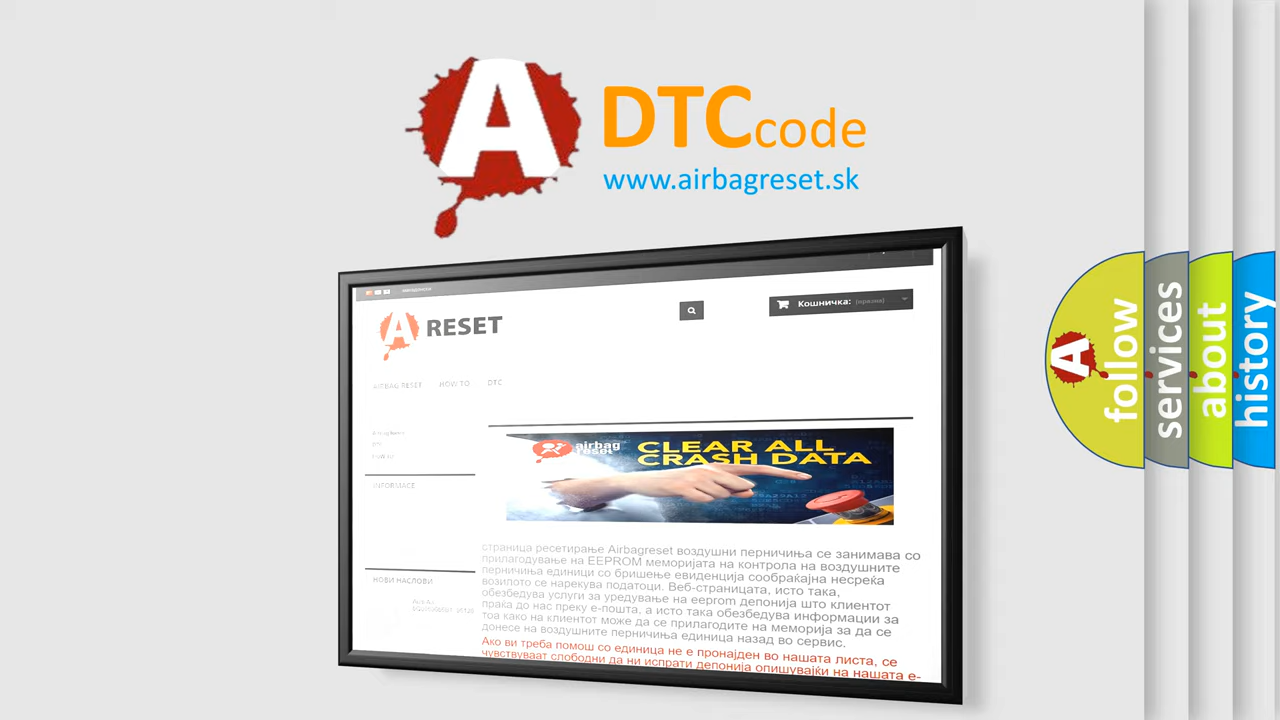 A DTCcode
www.airbagreset.sk
A RESET
Кошничка: (празна)
AIRBAG RESET HOW TO DTC
airbag reset
CLEAR ALL
CRASH DATA
INFORMACE
НОВИ НАСЛОВИ
страница ресетирање Airbagreset воздушни перничиња се занимава со
прилагодување на EEPROM меморијата на контрола на воздушните
перничиња единици со бришење евиденција сообраќајна несреќа
возилото се нарекува податоци. Веб-страницата, исто така,
обезбедува услуги за уредување на eeprom депонија што клиентот
праќа до нас преку е-пошта, а исто така обезбедува информации за
тоа како на клиентот може да се прилагодите на меморија за да се
донесе на воздушните перничиња единица назад во сервис.
Ако ви треба помош со единица не е пронајден во нашата листа, се
чувствуваат слободни да ни испрати депонија опишувајќи на нашата е-
A follow
services
about
history